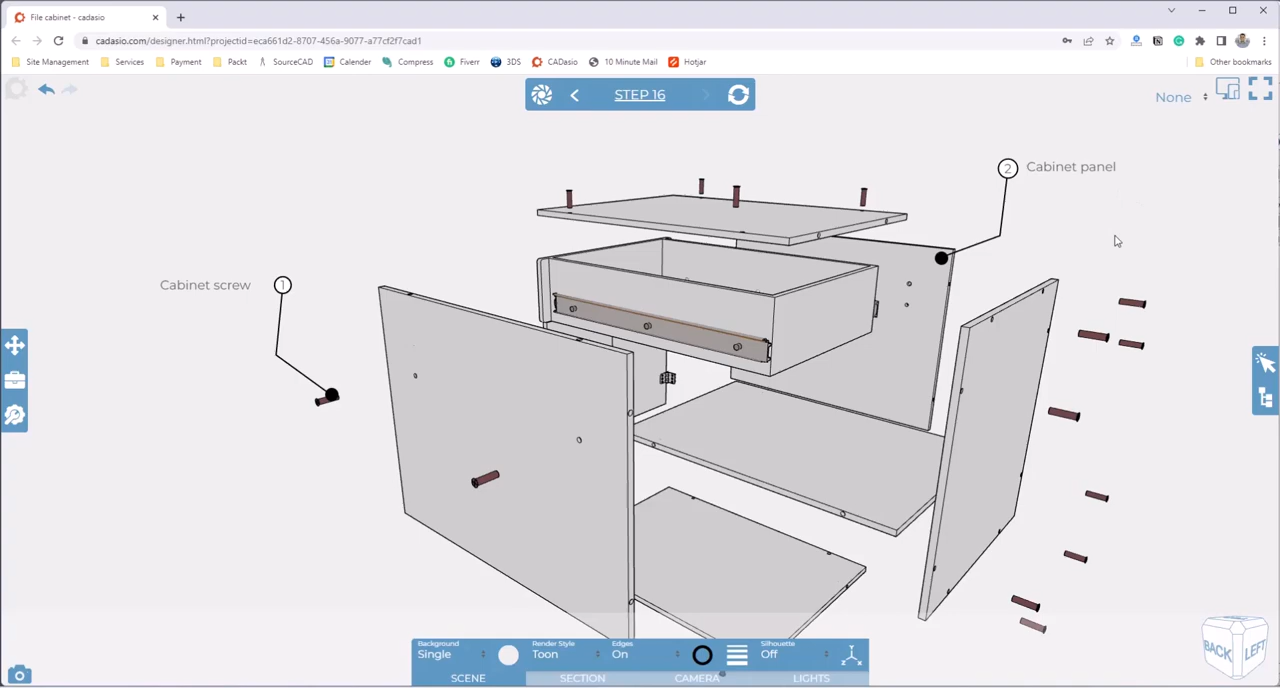 File cabinet - cadasio
cadasio.com/designer.html?projectid=eca661d2-8707-456a-9077-a77cf2f7cad1
Site Management
Services
Payment
Packt
SourceCAD
Calender
Compress
Fiverr
3DS
CADasio
10 Minute Mail
Hotjar
Other bookmarks
STEP 16
None
2 Cabinet panel
Cabinet screw 1
Background
Single
Render Style
Toon
Edges
On
Silhouette
Off
SCENE
SECTION
CAMERA
LIGHTS
BACK
LEFT